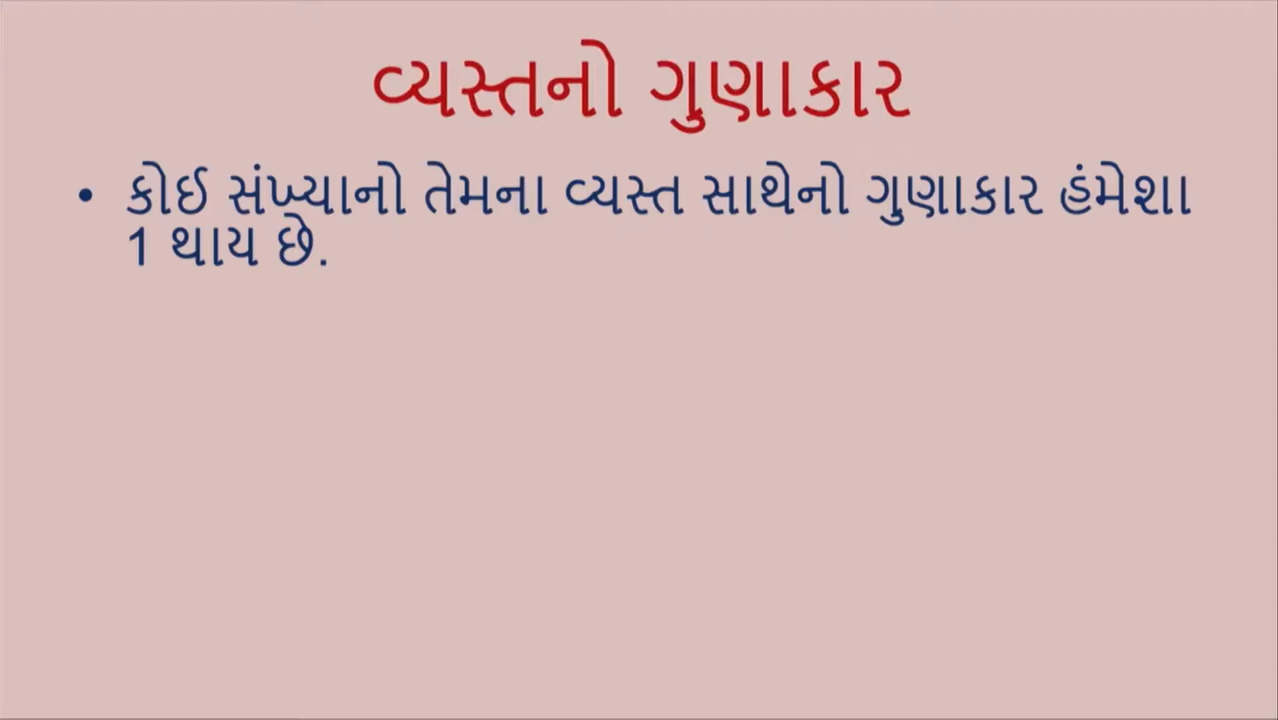 વ્યસ્તનો ગુણાકાર
• કોઈ સંખ્યાનો તેમના વ્યસ્ત સાથેનો ગુણાકાર હંમેશા
1 થાય છે.